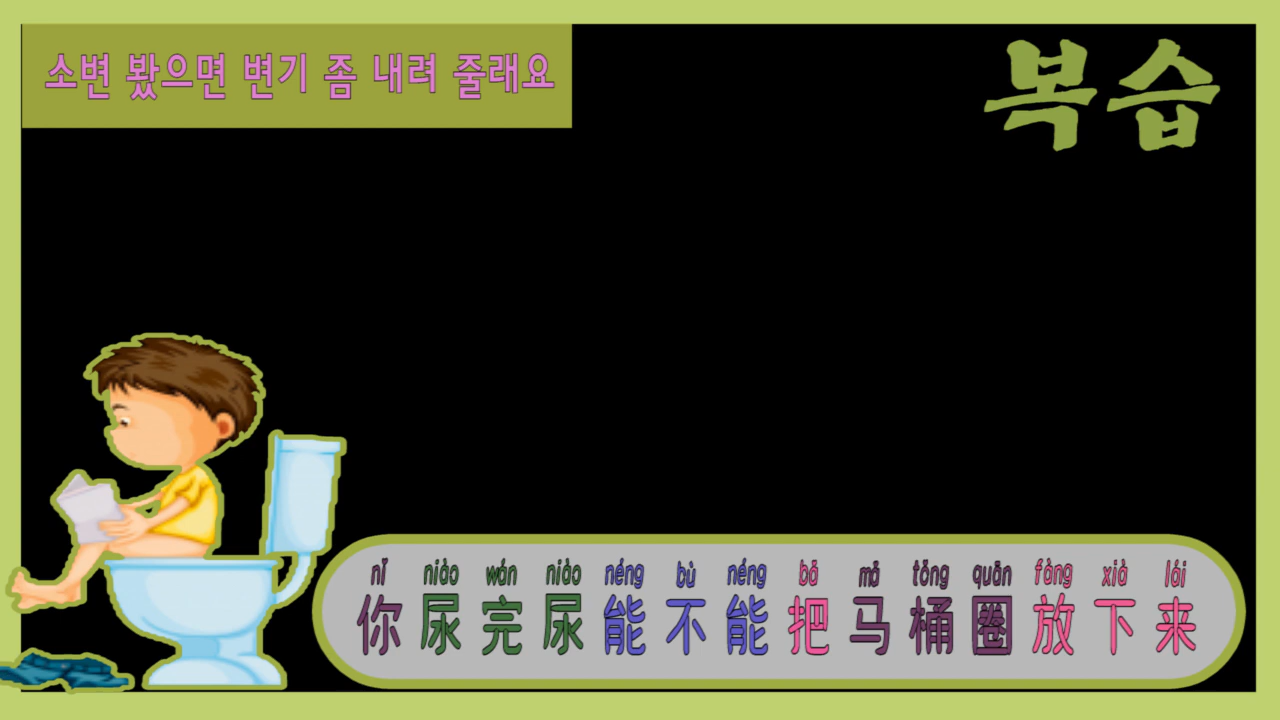 소변 봤으면 변기 좀 내려 줄래요
복습
nǐ niào wán niào néng bù néng bǎ mǎ tǒng quān fàng xià lái
你尿完尿能不能把马桶圈放下来